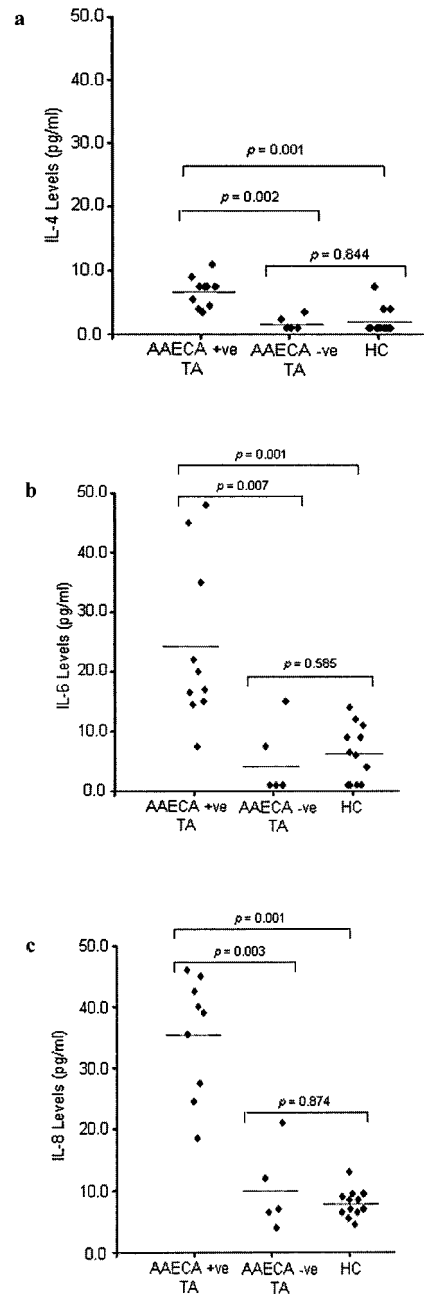 a
50.0
40.0
30.0
20.0
10.0
0.0
IL-4 Levels (pg/ml)
p = 0.001
p = 0.002
p = 0.844
AAECA +ve
TA
AAECA -ve
TA
HC
b
50.0
40.0
30.0
20.0
10.0
0.0
IL-6 Levels (pg/ml)
p = 0.001
p = 0.007
p = 0.585
AAECA +ve
TA
AAECA -ve
TA
HC
c
50.0
40.0
30.0
20.0
10.0
0.0
IL-8 Levels (pg/ml)
p = 0.001
p = 0.003
p = 0.874
AAECA +ve
TA
AAECA -ve
TA
HC